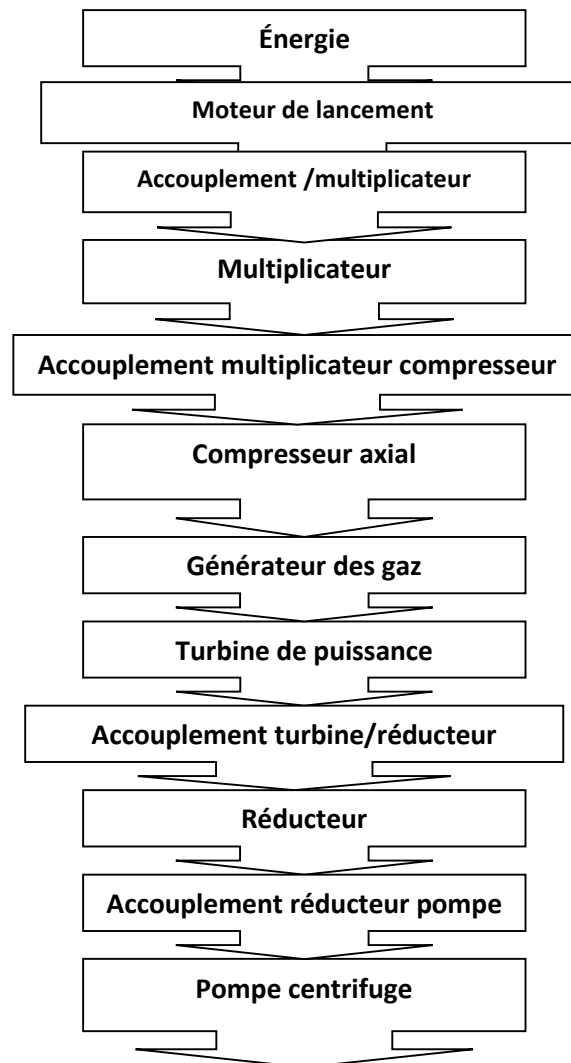 Énergie
Moteur de lancement
Accouplement /multiplicateur
Multiplicateur
Accouplement multiplicateur compresseur
Compresseur axial
Générateur des gaz
Turbine de puissance
Accouplement turbine/réducteur
Réducteur
Accouplement réducteur pompe
Pompe centrifuge